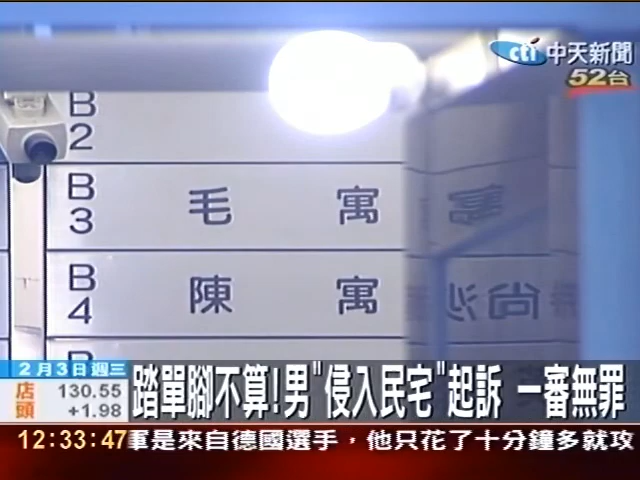 cti 中天新聞
52台
B2
B3 毛寓
B4 陳寓
B
2月3日週三
店頭 130.55 +1.98
踏單腳不算!男"侵入民宅"起訴 一審無罪
12:33:47 軍是來自德國選手，他只花了十分鐘多就攻